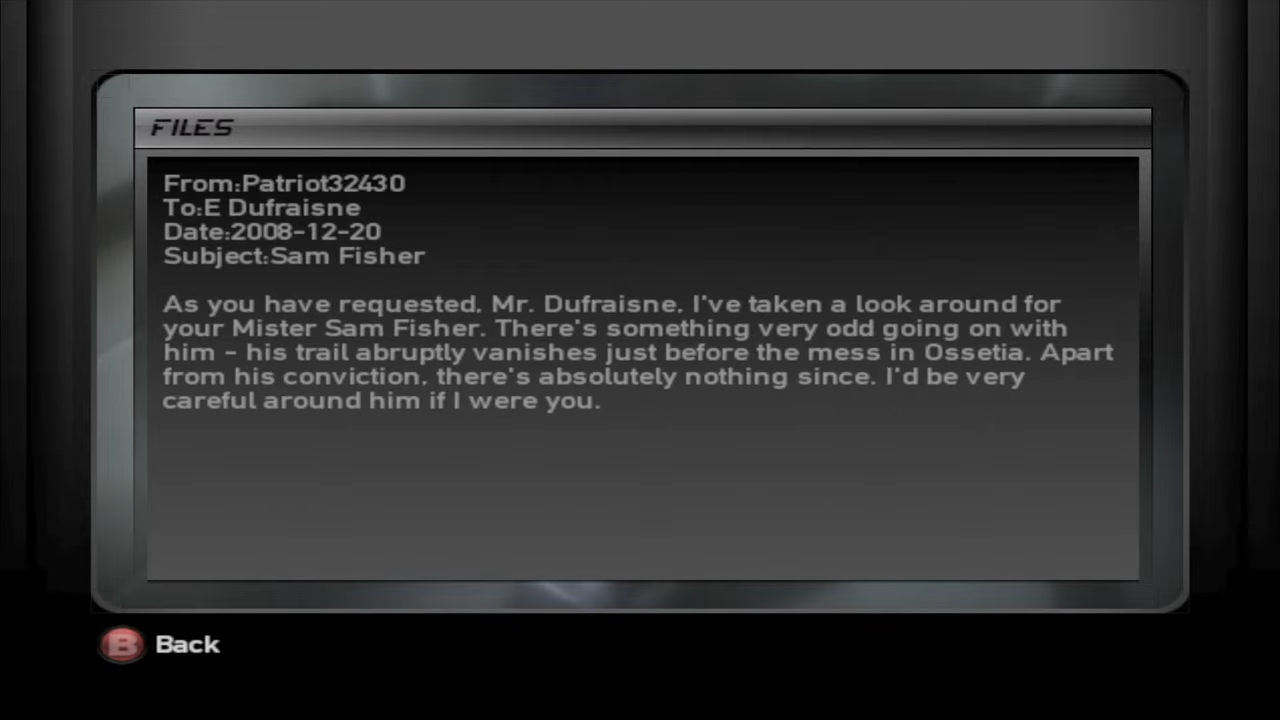 FILES
From:Patriot32430
To:E Dufraisne
Date:2008-12-20
Subject:Sam Fisher
As you have requested, Mr. Dufraisne, I've taken a look around for
your Mister Sam Fisher. There's something very odd going on with
him - his trail abruptly vanishes just before the mess in Ossetia. Apart
from his conviction, there's absolutely nothing since. I'd be very
careful around him if I were you.
B Back